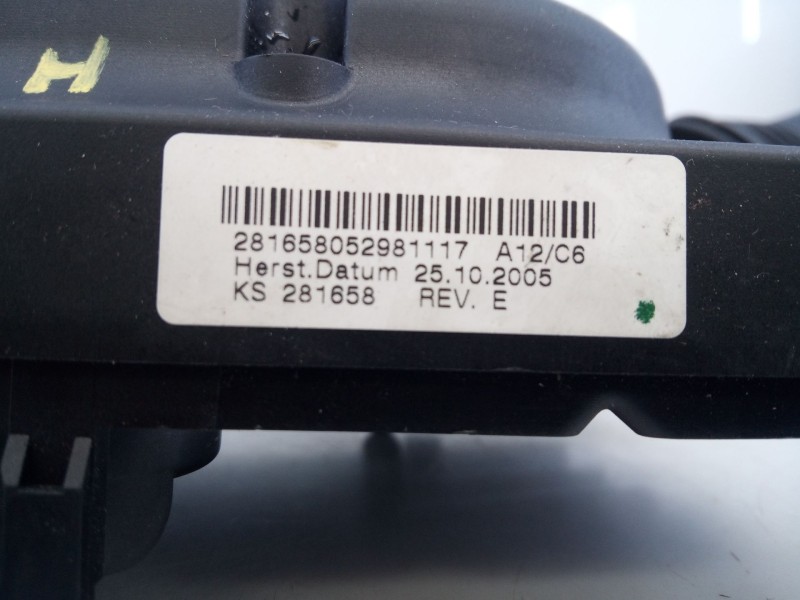 H
281658052981117 A12/C6
Herst.Datum 25.10.2005
KS 281658 REV. E